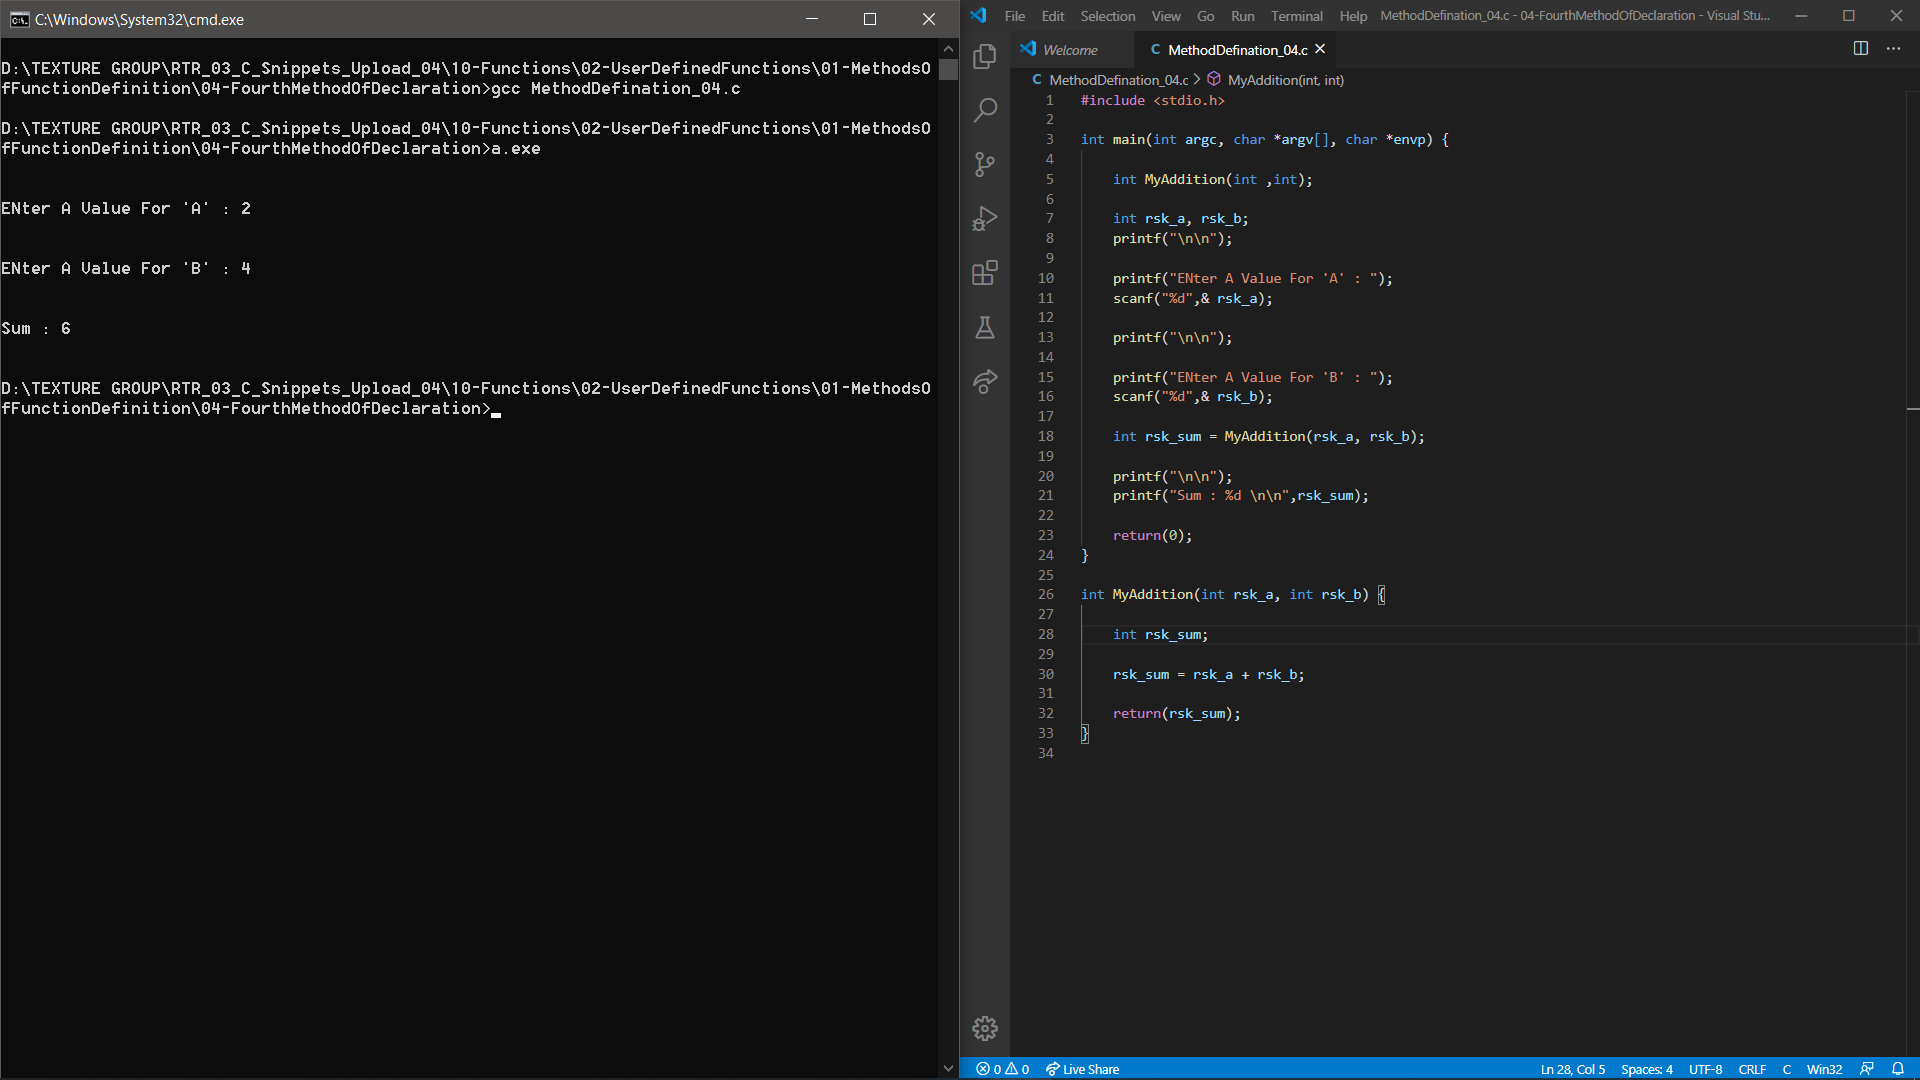 C:\Windows\System32\cmd.exe
D:\TEXTURE GROUP\RTR_03_C_Snippets_Upload_04\10-Functions\02-UserDefinedFunctions\01-MethodsO
fFunctionDefinition\04-FourthMethodOfDeclaration>gcc MethodDefination_04.c
D:\TEXTURE GROUP\RTR_03_C_Snippets_Upload_04\10-Functions\02-UserDefinedFunctions\01-MethodsO
fFunctionDefinition\04-FourthMethodOfDeclaration>a.exe
ENter A Value For 'A' : 2
ENter A Value For 'B' : 4
Sum : 6
D:\TEXTURE GROUP\RTR_03_C_Snippets_Upload_04\10-Functions\02-UserDefinedFunctions\01-MethodsO
fFunctionDefinition\04-FourthMethodOfDeclaration>
File Edit Selection View Go Run Terminal Help MethodDefination_04.c - 04-FourthMethodOfDeclaration - Visual Stu...
Welcome C MethodDefination_04.c
C MethodDefination_04.c > MyAddition(int, int)
1 #include <stdio.h>
2
3 int main(int argc, char *argv[], char *envp) {
4
5 int MyAddition(int ,int);
6
7 int rsk_a, rsk_b;
8 printf("\n\n");
9
10 printf("ENter A Value For 'A' : ");
11 scanf("%d",& rsk_a);
12
13 printf("\n\n");
14
15 printf("ENter A Value For 'B' : ");
16 scanf("%d",& rsk_b);
17
18 int rsk_sum = MyAddition(rsk_a, rsk_b);
19
20 printf("\n\n");
21 printf("Sum : %d \n\n",rsk_sum);
22
23 return(0);
24 }
25
26 int MyAddition(int rsk_a, int rsk_b) {
27
28 int rsk_sum;
29
30 rsk_sum = rsk_a + rsk_b;
31
32 return(rsk_sum);
33 }
34
0 0 Live Share Ln 28, Col 5 Spaces: 4 UTF-8 CRLF C Win32